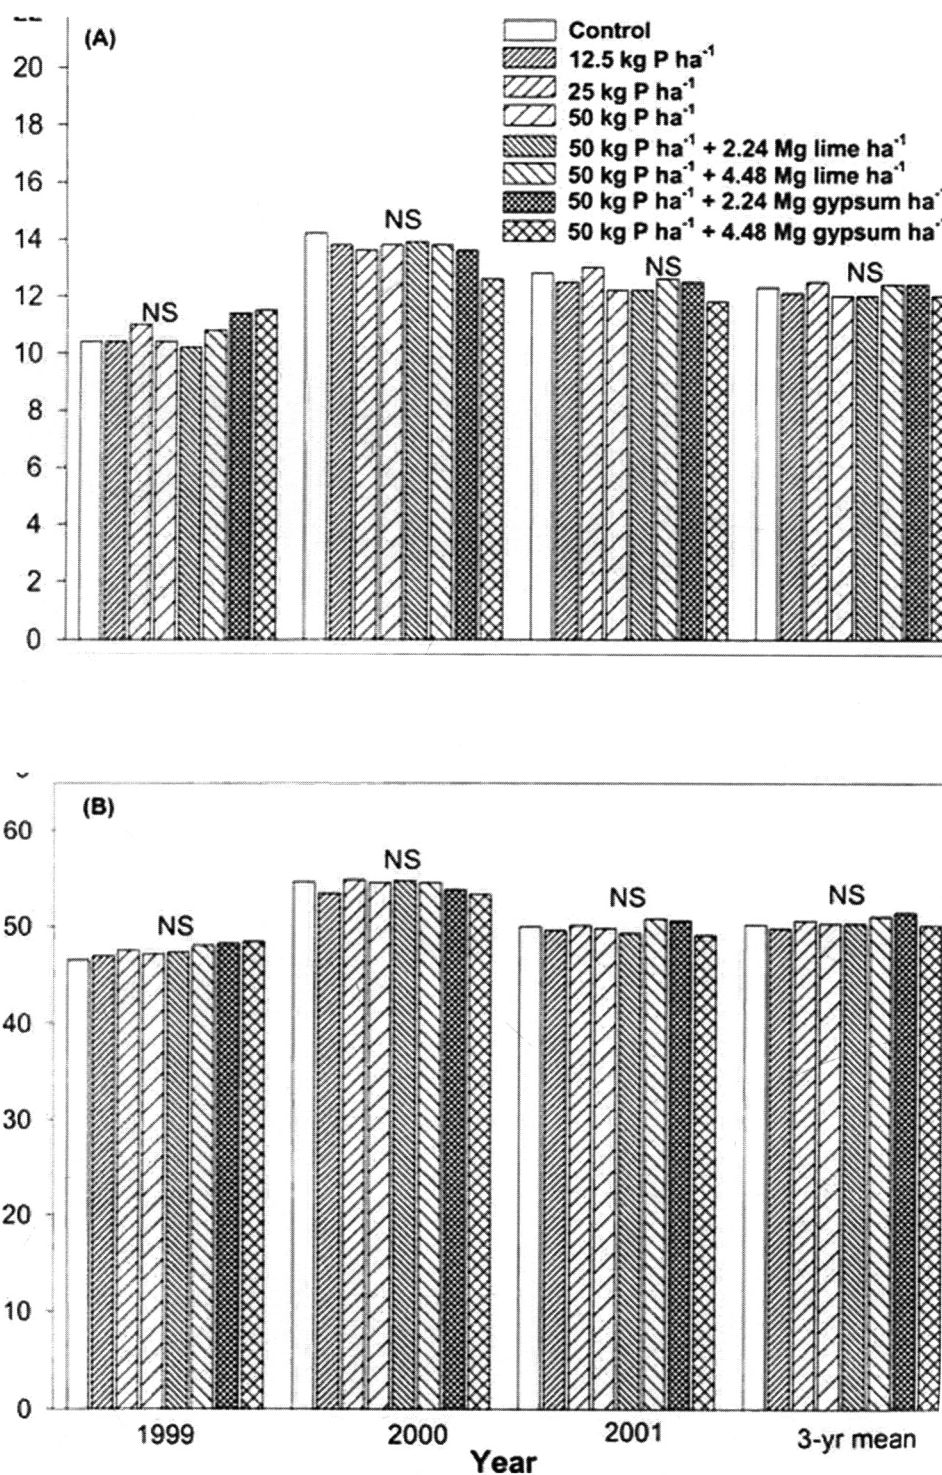 (A)
Control
12.5 kg P ha⁻¹
25 kg P ha⁻¹
50 kg P ha⁻¹
50 kg P ha⁻¹ + 2.24 Mg lime ha⁻¹
50 kg P ha⁻¹ + 4.48 Mg lime ha⁻¹
50 kg P ha⁻¹ + 2.24 Mg gypsum ha⁻
50 kg P ha⁻¹ + 4.48 Mg gypsum ha⁻
20
18
16
14
12
10
8
6
4
2
0
NS
NS
NS
NS
(B)
60
50
40
30
20
10
0
NS
NS
NS
NS
1999
2000
2001
3-yr mean
Year